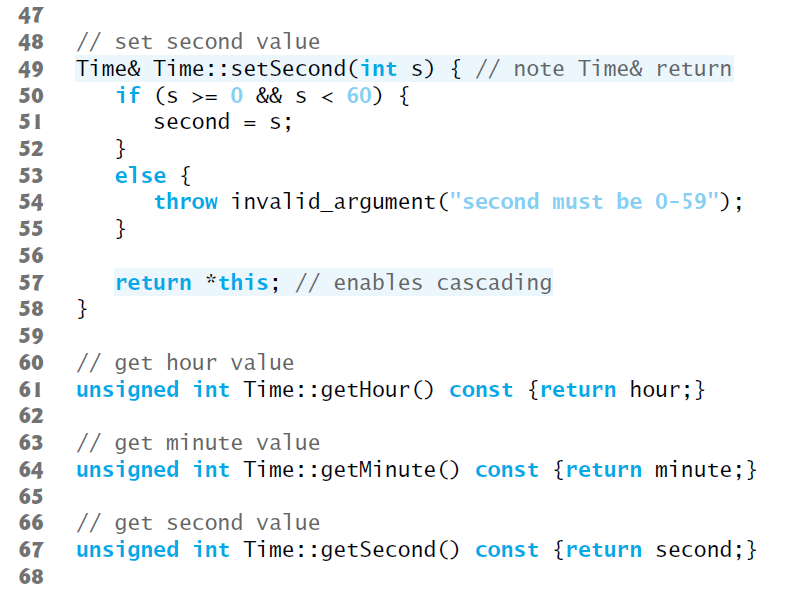 47
48 // set second value
49 Time& Time::setSecond(int s) { // note Time& return
50    if (s >= 0 && s < 60) {
51       second = s;
52    }
53    else {
54       throw invalid_argument("second must be 0-59");
55    }
56
57    return *this; // enables cascading
58 }
59
60 // get hour value
61 unsigned int Time::getHour() const {return hour;}
62
63 // get minute value
64 unsigned int Time::getMinute() const {return minute;}
65
66 // get second value
67 unsigned int Time::getSecond() const {return second;}
68